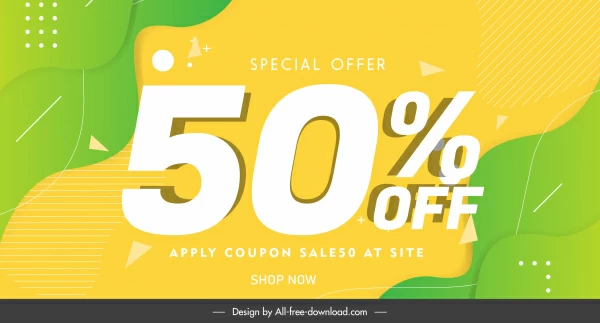 SPECIAL OFFER
50%
OFF
APPLY COUPON SALE50 AT SITE
SHOP NOW
Design by All-free-download.com